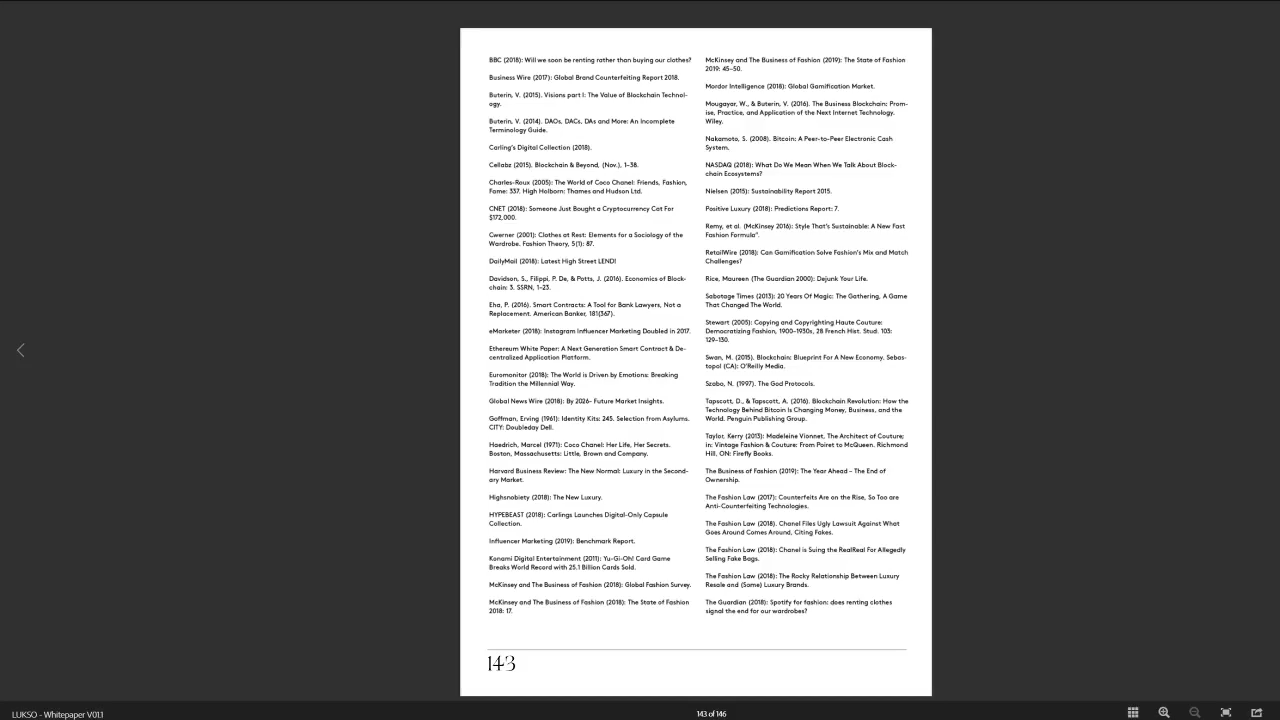 BBC (2018): Will we soon be renting rather than buying our clothes?
Business Wire (2017): Global Brand Counterfeiting Report 2018.
Buterin, V. (2015). Visions part I: The Value of Blockchain Technol-
ogy.
Buterin, V. (2014). DAOs, DACs, DAs and More: An Incomplete
Terminology Guide.
Carling's Digital Collection (2018).
Cellabz (2015). Blockchain & Beyond, (Nov.), 1–38.
Charles-Roux (2005): The World of Coco Chanel: Friends, Fashion,
Fame: 337. High Holborn: Thames and Hudson Ltd.
CNET (2018): Someone Just Bought a Cryptocurrency Cat For
$172,000.
Cwerner (2001): Clothes at Rest: Elements for a Sociology of the
Wardrobe. Fashion Theory, 5(1): 87.
DailyMail (2018): Latest High Street LEND!
Davidson, S., Filippi, P. De, & Potts, J. (2016). Economics of Block-
chain: 3. SSRN, 1–23.
Eha, P. (2016). Smart Contracts: A Tool for Bank Lawyers, Not a
Replacement. American Banker, 181(367).
eMarketer (2018): Instagram Influencer Marketing Doubled in 2017.
Ethereum White Paper: A Next Generation Smart Contract & De-
centralized Application Platform.
Euromonitor (2018): The World is Driven by Emotions: Breaking
Tradition the Millennial Way.
Global News Wire (2018): By 2026- Future Market Insights.
Goffman, Erving (1961): Identity Kits: 245. Selection from Asylums.
CITY: Doubleday Dell.
Haedrich, Marcel (1971): Coco Chanel: Her Life, Her Secrets.
Boston, Massachusetts: Little, Brown and Company.
Harvard Business Review: The New Normal: Luxury in the Second-
ary Market.
Highsnobiety (2018): The New Luxury.
HYPEBEAST (2018): Carlings Launches Digital-Only Capsule
Collection.
Influencer Marketing (2019): Benchmark Report.
Konami Digital Entertainment (2011): Yu-Gi-Oh! Card Game
Breaks World Record with 25.1 Billion Cards Sold.
McKinsey and The Business of Fashion (2018): Global Fashion Survey.
McKinsey and The Business of Fashion (2018): The State of Fashion
2018: 17.
McKinsey and The Business of Fashion (2019): The State of Fashion
2019: 45–50.
Mordor Intelligence (2018): Global Gamification Market.
Mougayar, W., & Buterin, V. (2016). The Business Blockchain: Prom-
ise, Practice, and Application of the Next Internet Technology.
Wiley.
Nakamoto, S. (2008). Bitcoin: A Peer-to-Peer Electronic Cash
System.
NASDAQ (2018): What Do We Mean When We Talk About Block-
chain Ecosystems?
Nielsen (2015): Sustainability Report 2015.
Positive Luxury (2018): Predictions Report: 7.
Remy, et al. (McKinsey 2016): Style That's Sustainable: A New Fast
Fashion Formula".
RetailWire (2018): Can Gamification Solve Fashion's Mix and Match
Challenges?
Rice, Maureen (The Guardian 2000): Dejunk Your Life.
Sabotage Times (2013): 20 Years Of Magic: The Gathering, A Game
That Changed The World.
Stewart (2005): Copying and Copyrighting Haute Couture:
Democratizing Fashion, 1900–1930s, 28 French Hist. Stud. 103:
129–130.
Swan, M. (2015). Blockchain: Blueprint For A New Economy. Sebas-
topol (CA): O'Reilly Media.
Szabo, N. (1997). The God Protocols.
Tapscott, D., & Tapscott, A. (2016). Blockchain Revolution: How the
Technology Behind Bitcoin Is Changing Money, Business, and the
World. Penguin Publishing Group.
Taylor, Kerry (2013): Madeleine Vionnet, The Architect of Couture;
in: Vintage Fashion & Couture: From Poiret to McQueen. Richmond
Hill, ON: Firefly Books.
The Business of Fashion (2019): The Year Ahead – The End of
Ownership.
The Fashion Law (2017): Counterfeits Are on the Rise, So Too are
Anti-Counterfeiting Technologies.
The Fashion Law (2018). Chanel Files Ugly Lawsuit Against What
Goes Around Comes Around, Citing Fakes.
The Fashion Law (2018): Chanel is Suing the RealReal For Allegedly
Selling Fake Bags.
The Fashion Law (2018): The Rocky Relationship Between Luxury
Resale and (Some) Luxury Brands.
The Guardian (2018): Spotify for fashion: does renting clothes
signal the end for our wardrobes?
143
LUKSO - Whitepaper V01.1
143 of 146